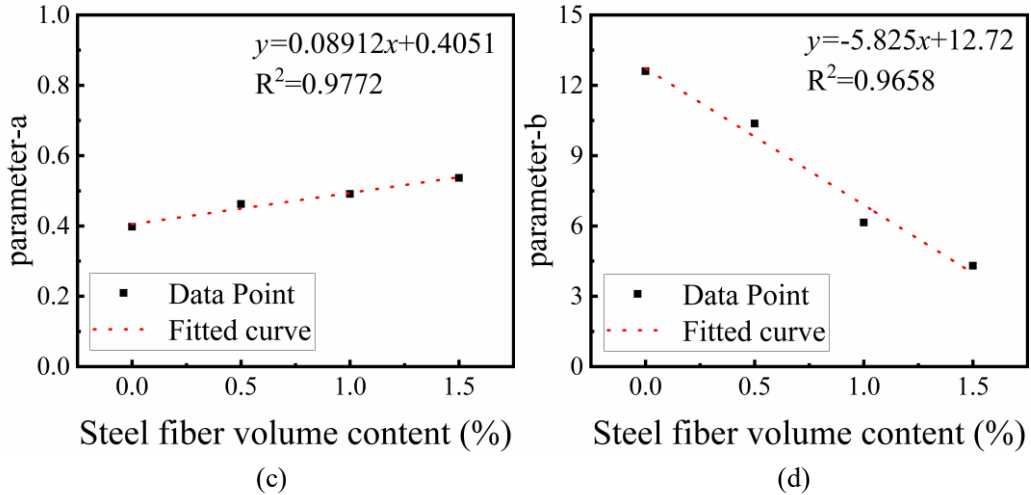 1.0
0.8
0.6
0.4
0.2
0.0
parameter-a
y=0.08912x+0.4051
R²=0.9772
Data Point
Fitted curve
0.0 0.5 1.0 1.5
Steel fiber volume content (%)
(c)
15
12
9
6
3
0
parameter-b
y=-5.825x+12.72
R²=0.9658
Data Point
Fitted curve
0.0 0.5 1.0 1.5
Steel fiber volume content (%)
(d)